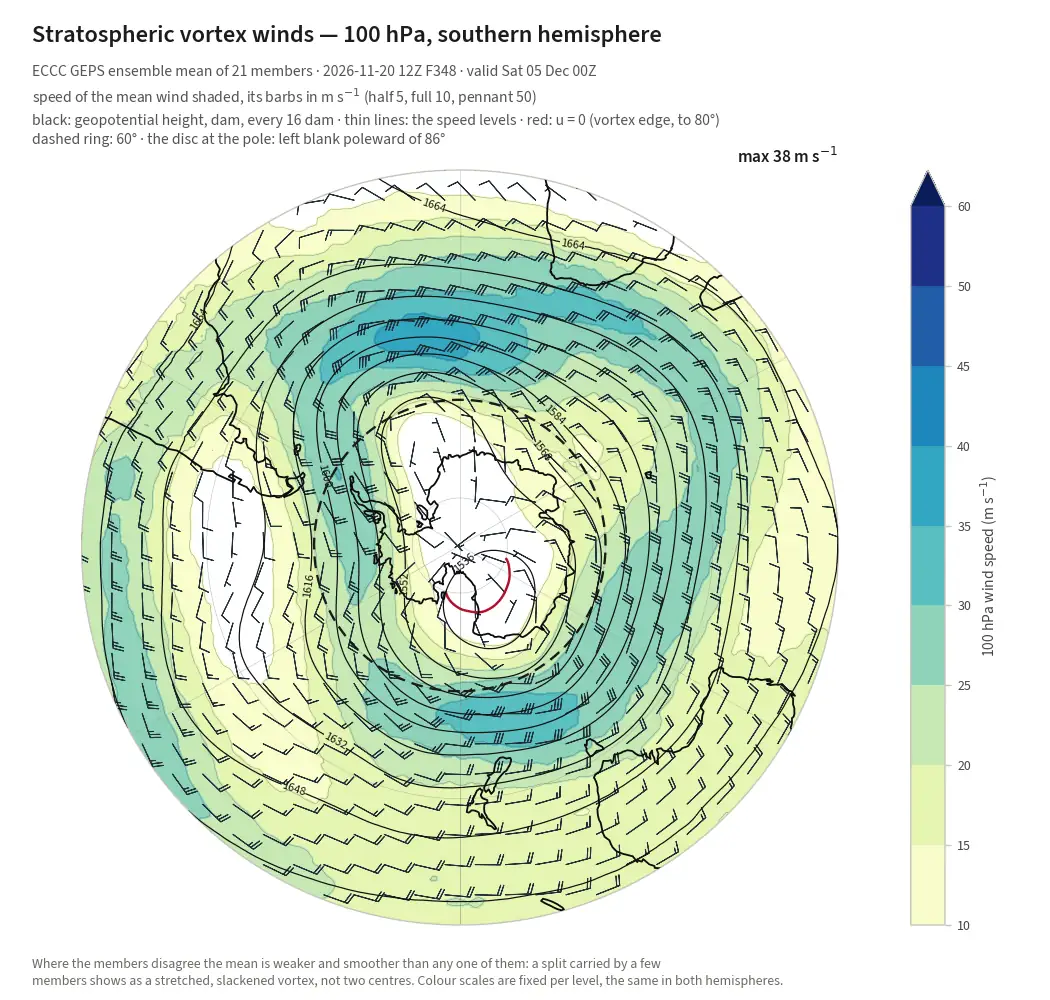 Stratospheric vortex winds — 100 hPa, southern hemisphere
ECCC GEPS ensemble mean of 21 members · 2026-11-20 12Z F348 · valid Sat 05 Dec 00Z
speed of the mean wind shaded, its barbs in m s⁻¹ (half 5, full 10, pennant 50)
black: geopotential height, dam, every 16 dam · thin lines: the speed levels · red: u = 0 (vortex edge, to 80°)
dashed ring: 60° · the disc at the pole: left blank poleward of 86°
max 38 m s⁻¹
1664
1664
1664
1584
1568
1600
1536
1552
1616
1632
1648
60
50
45
40
35
30
25
20
15
10
100 hPa wind speed (m s⁻¹)
Where the members disagree the mean is weaker and smoother than any one of them: a split carried by a few
members shows as a stretched, slackened vortex, not two centres. Colour scales are fixed per level, the same in both hemispheres.